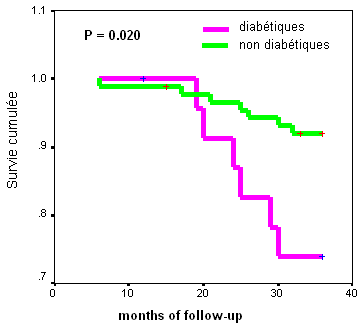 1.1
P = 0.020
diabétiques
non diabétiques
1.0
.9
.8
.7
Survie cumulée
0
10
20
30
40
months of follow-up